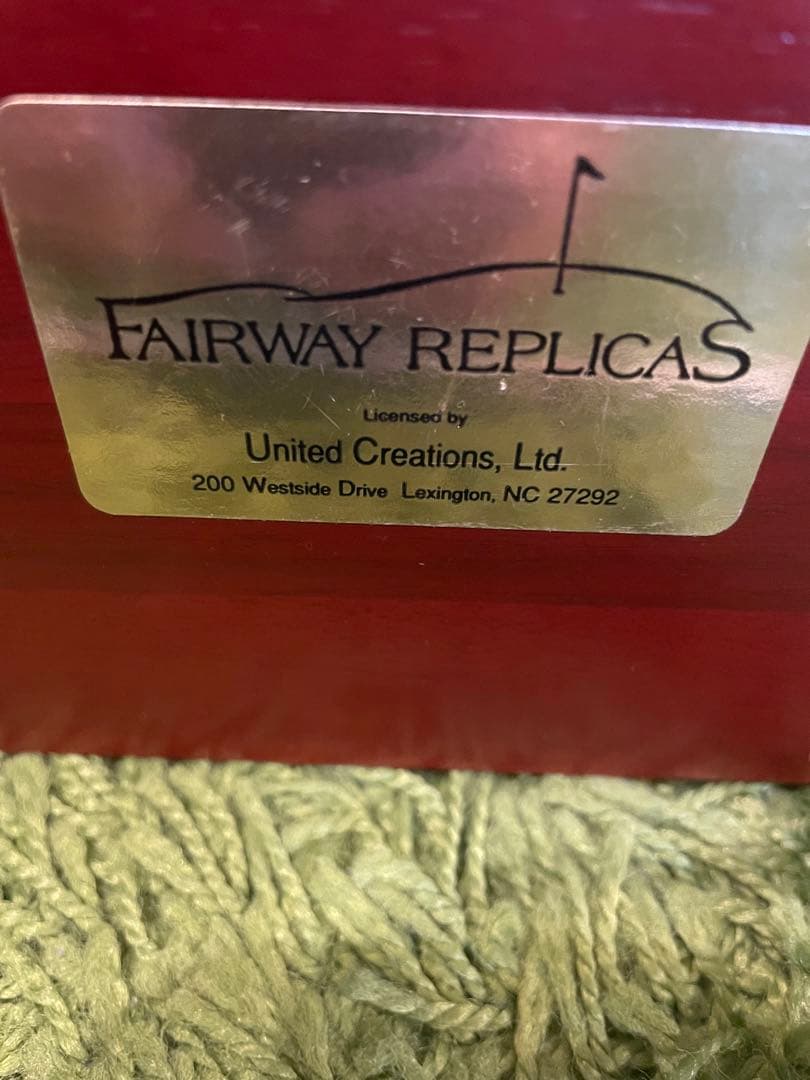 FAIRWAY REPLICAS
Licensed by
United Creations, Ltd.
200 Westside Drive Lexington, NC 27292